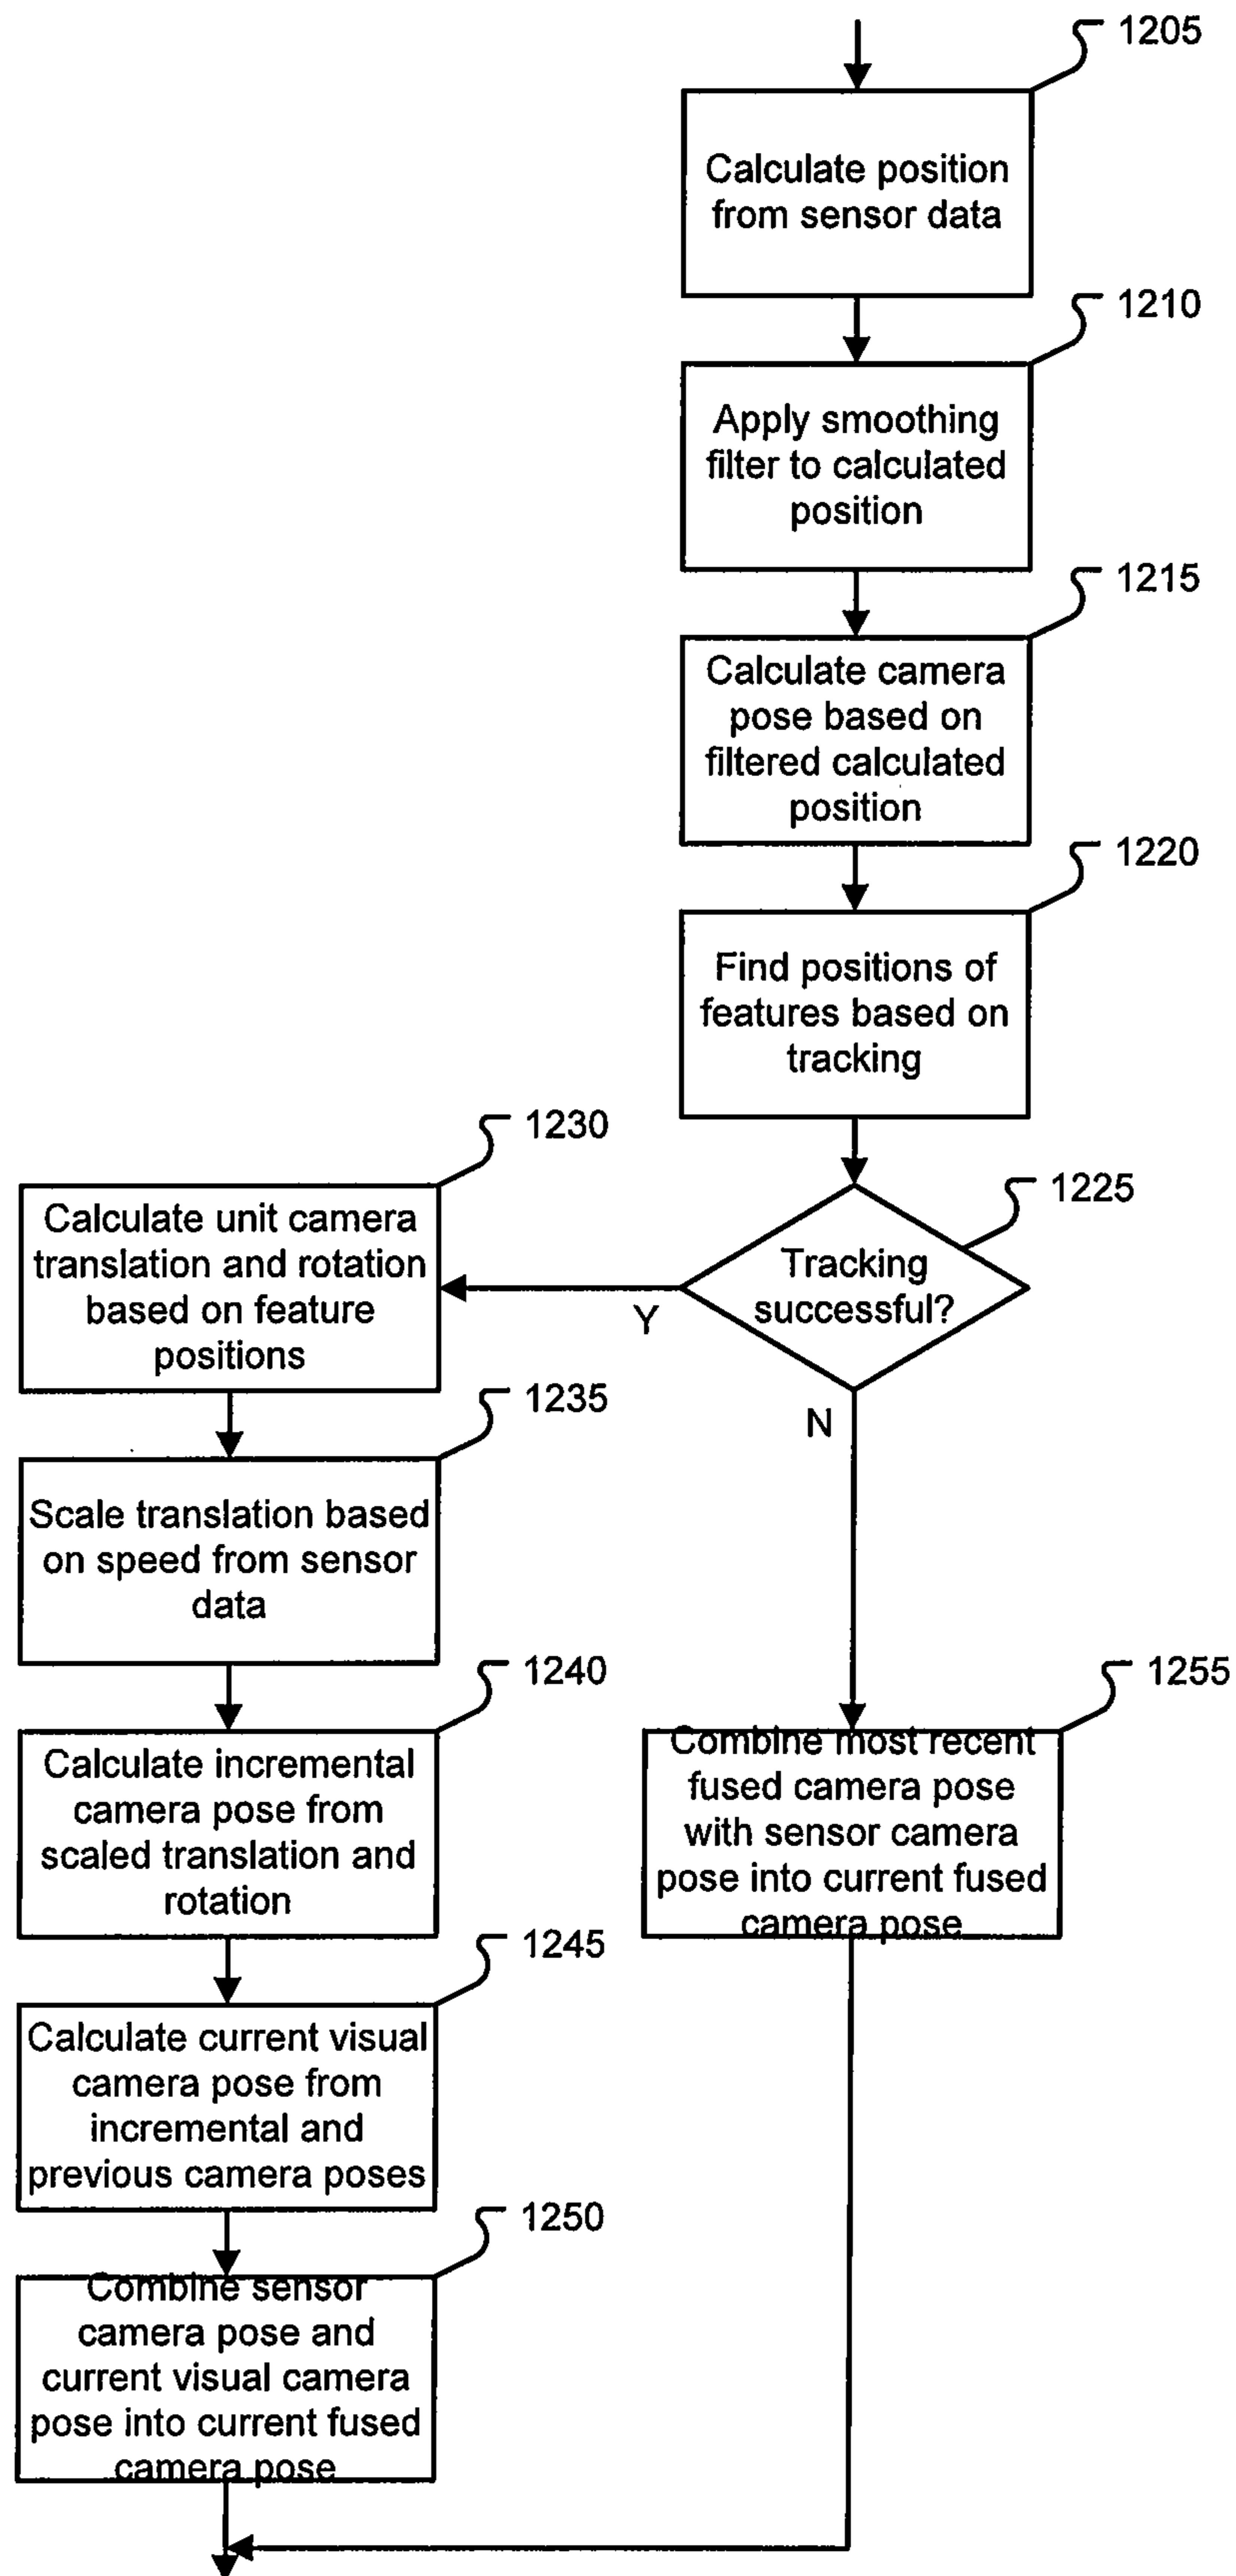 1205
Calculate position
from sensor data
1210
Apply smoothing
filter to calculated
position
1215
Calculate camera
pose based on
filtered calculated
position
1220
Find positions of
features based on
tracking
1225
Tracking
successful?
Y
N
1230
Calculate unit camera
translation and rotation
based on feature
positions
1235
Scale translation based
on speed from sensor
data
1240
Calculate incremental
camera pose from
scaled translation and
rotation
1245
Calculate current visual
camera pose from
incremental and
previous camera poses
1250
Combine sensor
camera pose and
current visual camera
pose into current fused
camera pose
1255
Combine most recent
fused camera pose
with sensor camera
pose into current fused
camera pose